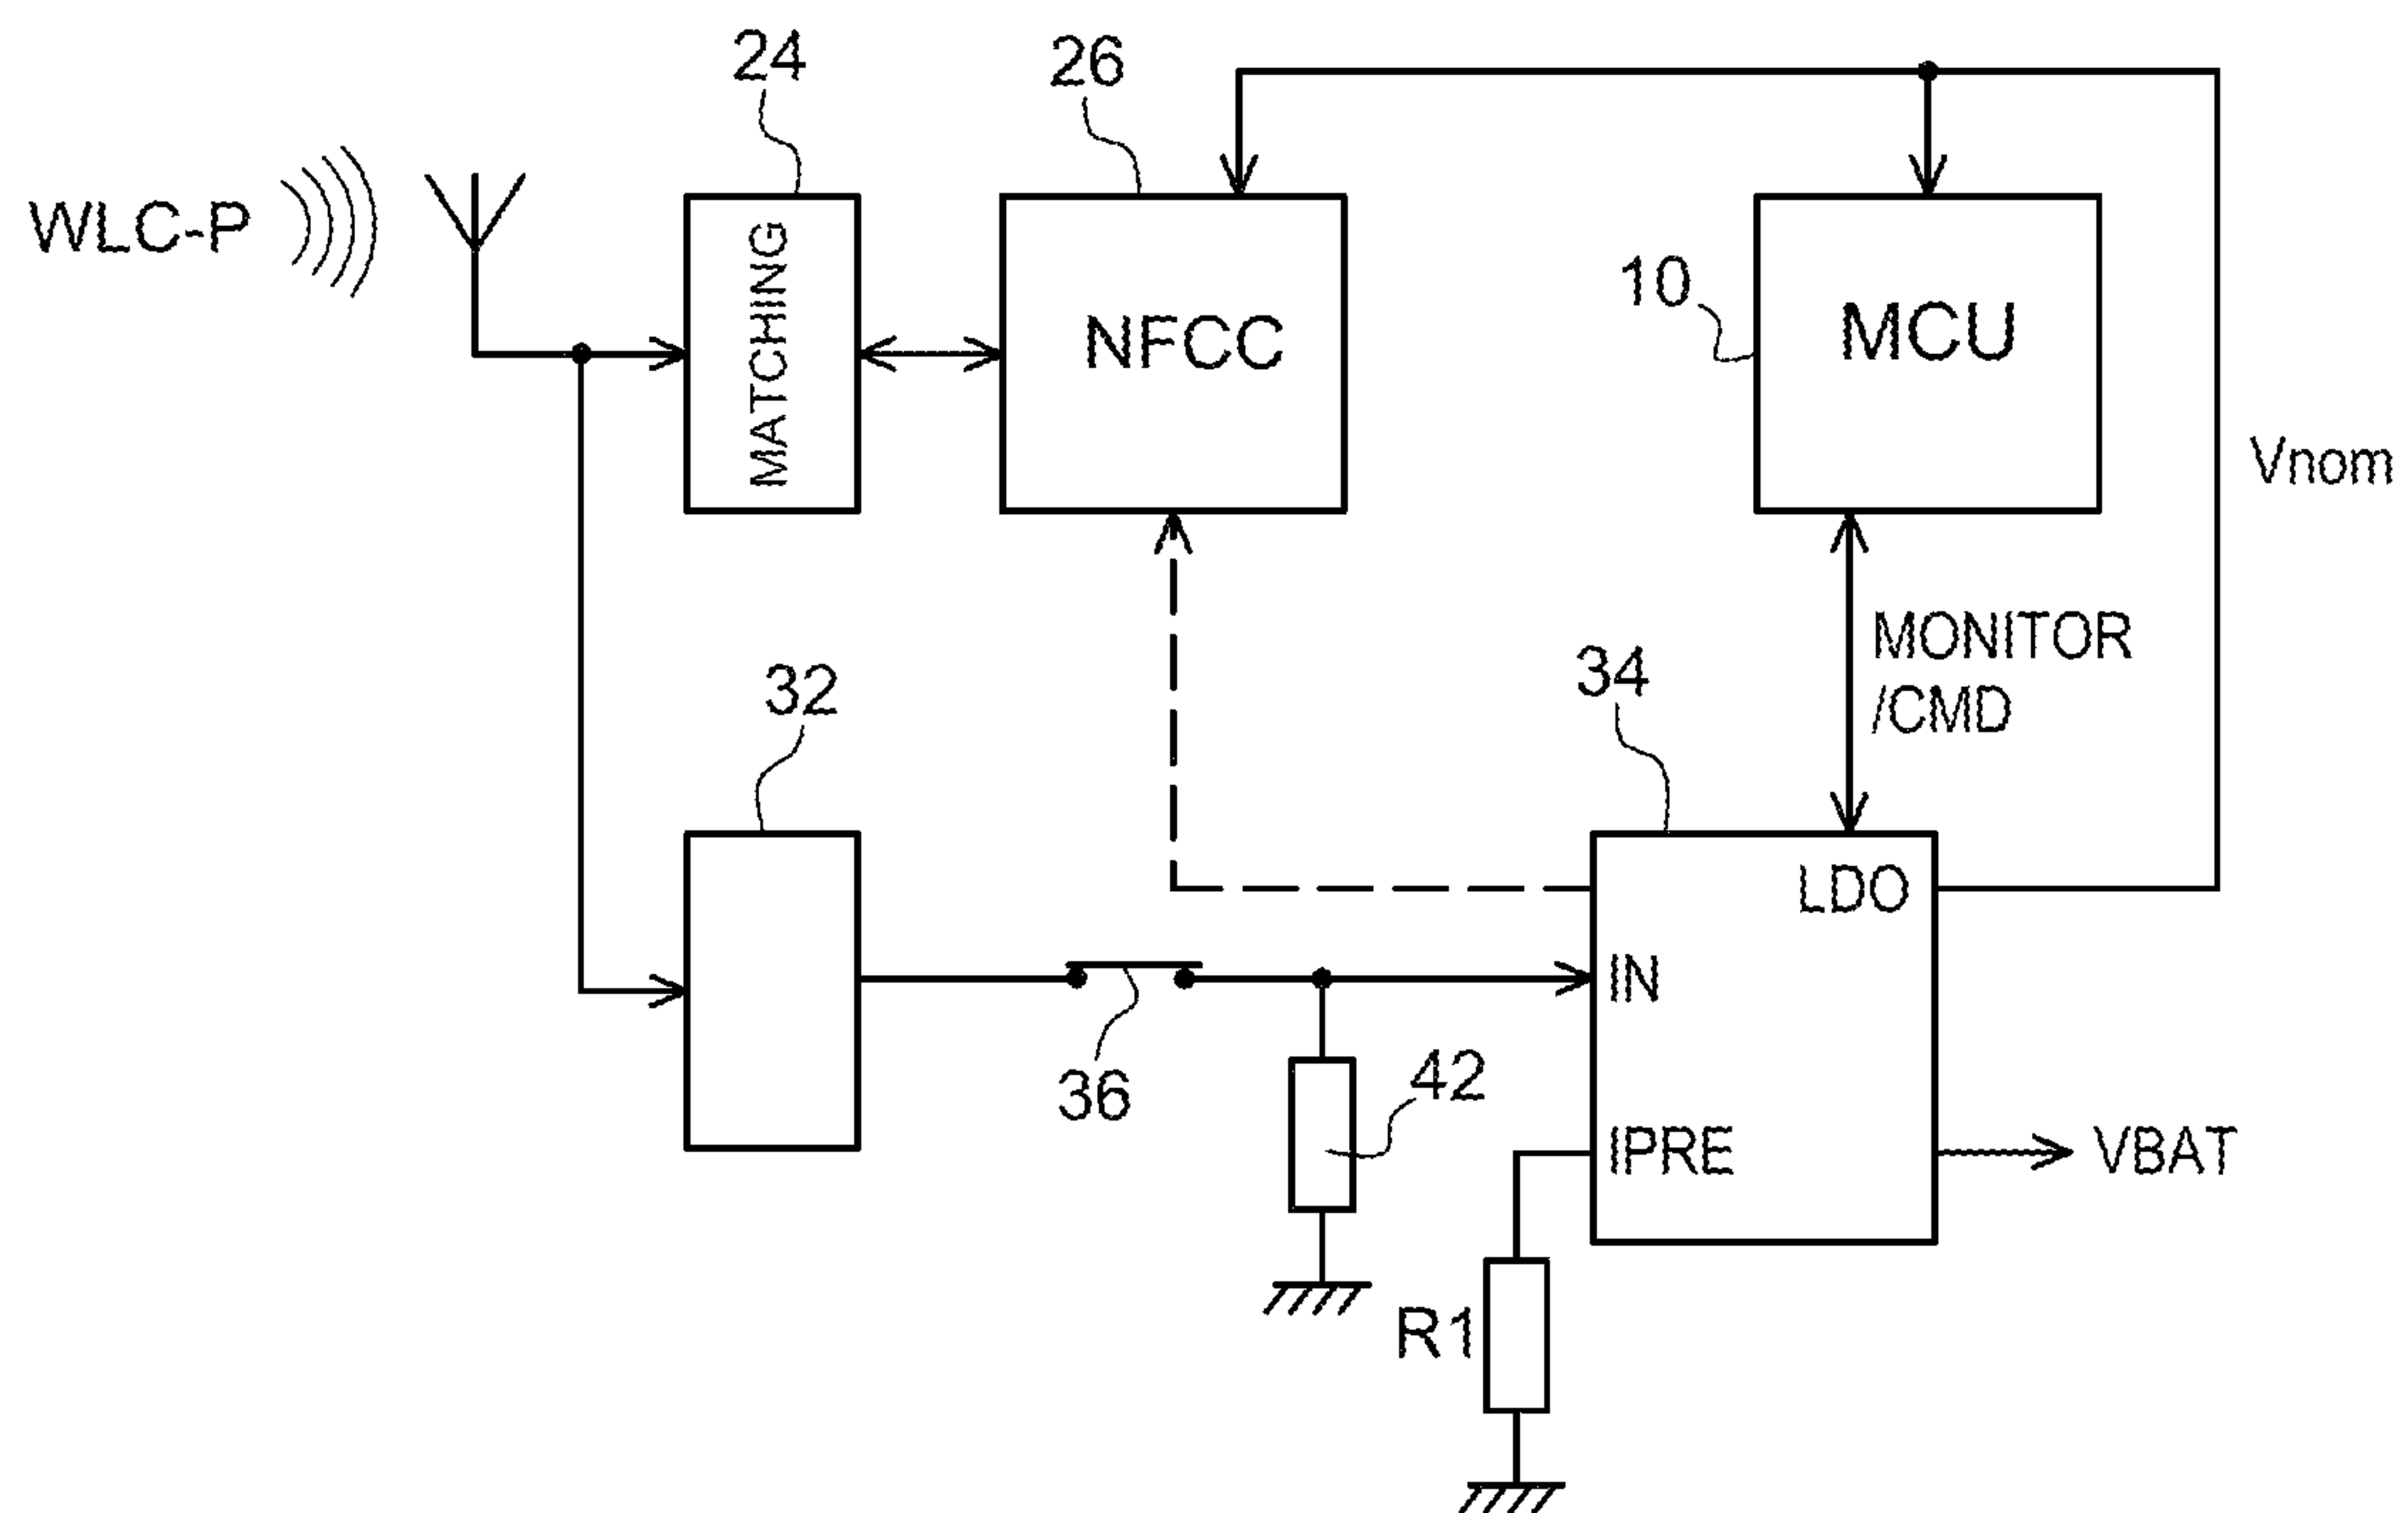 24
26
WLC-P
MATCHING
NFCC
10
MCU
Vnom
MONITOR
/CMD
32
34
LDO
IN
36
42
IPRE
VBAT
R1